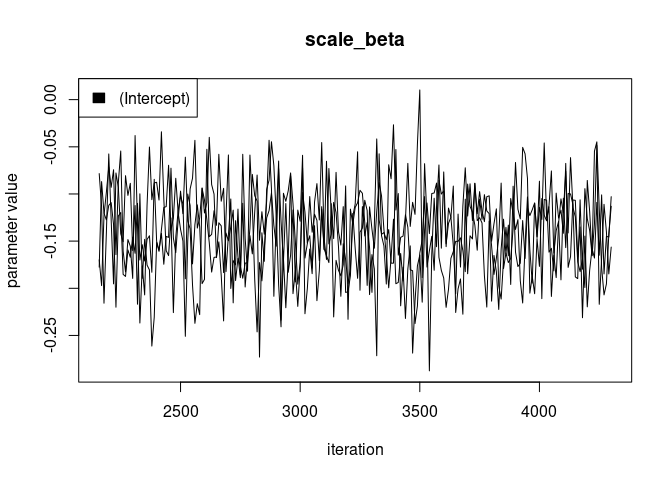 scale_beta
(Intercept)
0.00
-0.05
-0.15
-0.25
parameter value
2500 3000 3500 4000
iteration